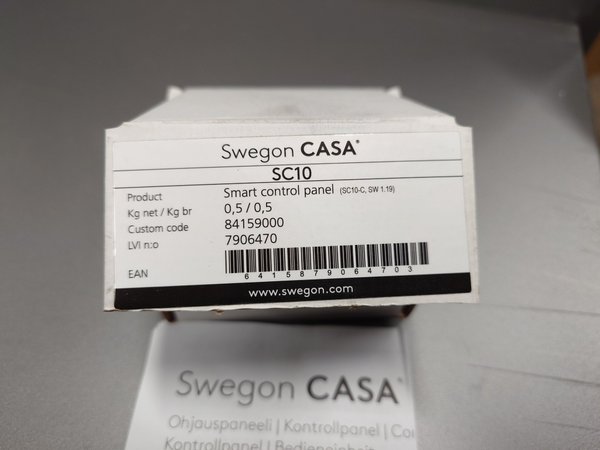 Swegon CASA®
SC10
Product Smart control panel (SC10-C, SW 1.19)
Kg net / Kg br 0,5 / 0,5
Custom code 84159000
LVI n:o 7906470
EAN
6415879064703
www.swegon.com
Swegon CASA®
Ohjauspaneeli | Kontrollpanel |
Kontrollpanel |